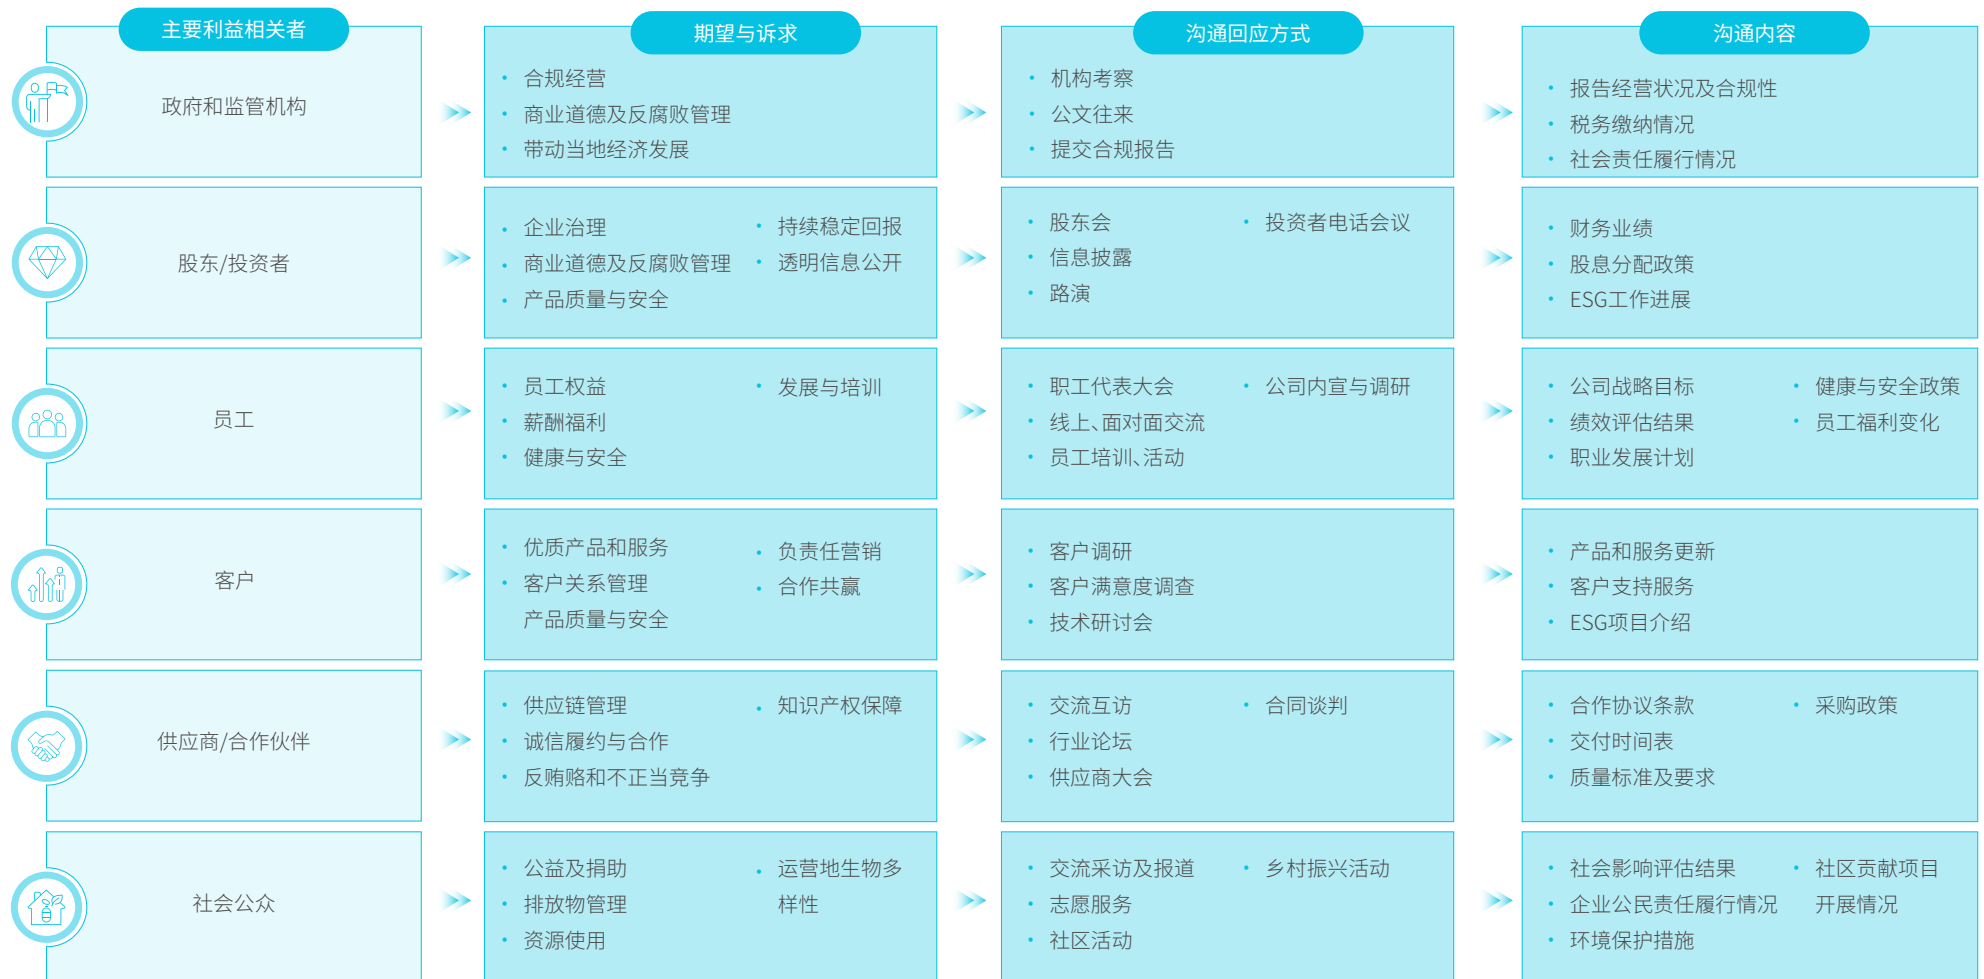 主要利益相关者
期望与诉求
沟通回应方式
沟通内容
政府和监管机构
• 合规经营
• 商业道德及反腐败管理
• 带动当地经济发展
• 机构考察
• 公文往来
• 提交合规报告
• 报告经营状况及合规性
• 税务缴纳情况
• 社会责任履行情况
股东/投资者
• 企业治理
• 商业道德及反腐败管理
• 产品质量与安全
• 持续稳定回报
• 透明信息公开
• 股东会
• 信息披露
• 路演
• 投资者电话会议
• 财务业绩
• 股息分配政策
• ESG工作进展
员工
• 员工权益
• 薪酬福利
• 健康与安全
• 发展与培训
• 职工代表大会
• 线上、面对面交流
• 员工培训、活动
• 公司内宣与调研
• 公司战略目标
• 绩效评估结果
• 职业发展计划
• 健康与安全政策
• 员工福利变化
客户
• 优质产品和服务
• 客户关系管理
产品质量与安全
• 负责任营销
• 合作共赢
• 客户调研
• 客户满意度调查
• 技术研讨会
• 产品和服务更新
• 客户支持服务
• ESG项目介绍
供应商/合作伙伴
• 供应链管理
• 诚信履约与合作
• 反贿赂和不正当竞争
• 知识产权保障
• 交流互访
• 行业论坛
• 供应商大会
• 合同谈判
• 合作协议条款
• 交付时间表
• 质量标准及要求
• 采购政策
社会公众
• 公益及捐助
• 排放物管理
• 资源使用
• 运营地生物多
样性
• 交流采访及报道
• 志愿服务
• 社区活动
• 乡村振兴活动
• 社会影响评估结果
• 企业公民责任履行情况
• 环境保护措施
• 社区贡献项目
开展情况